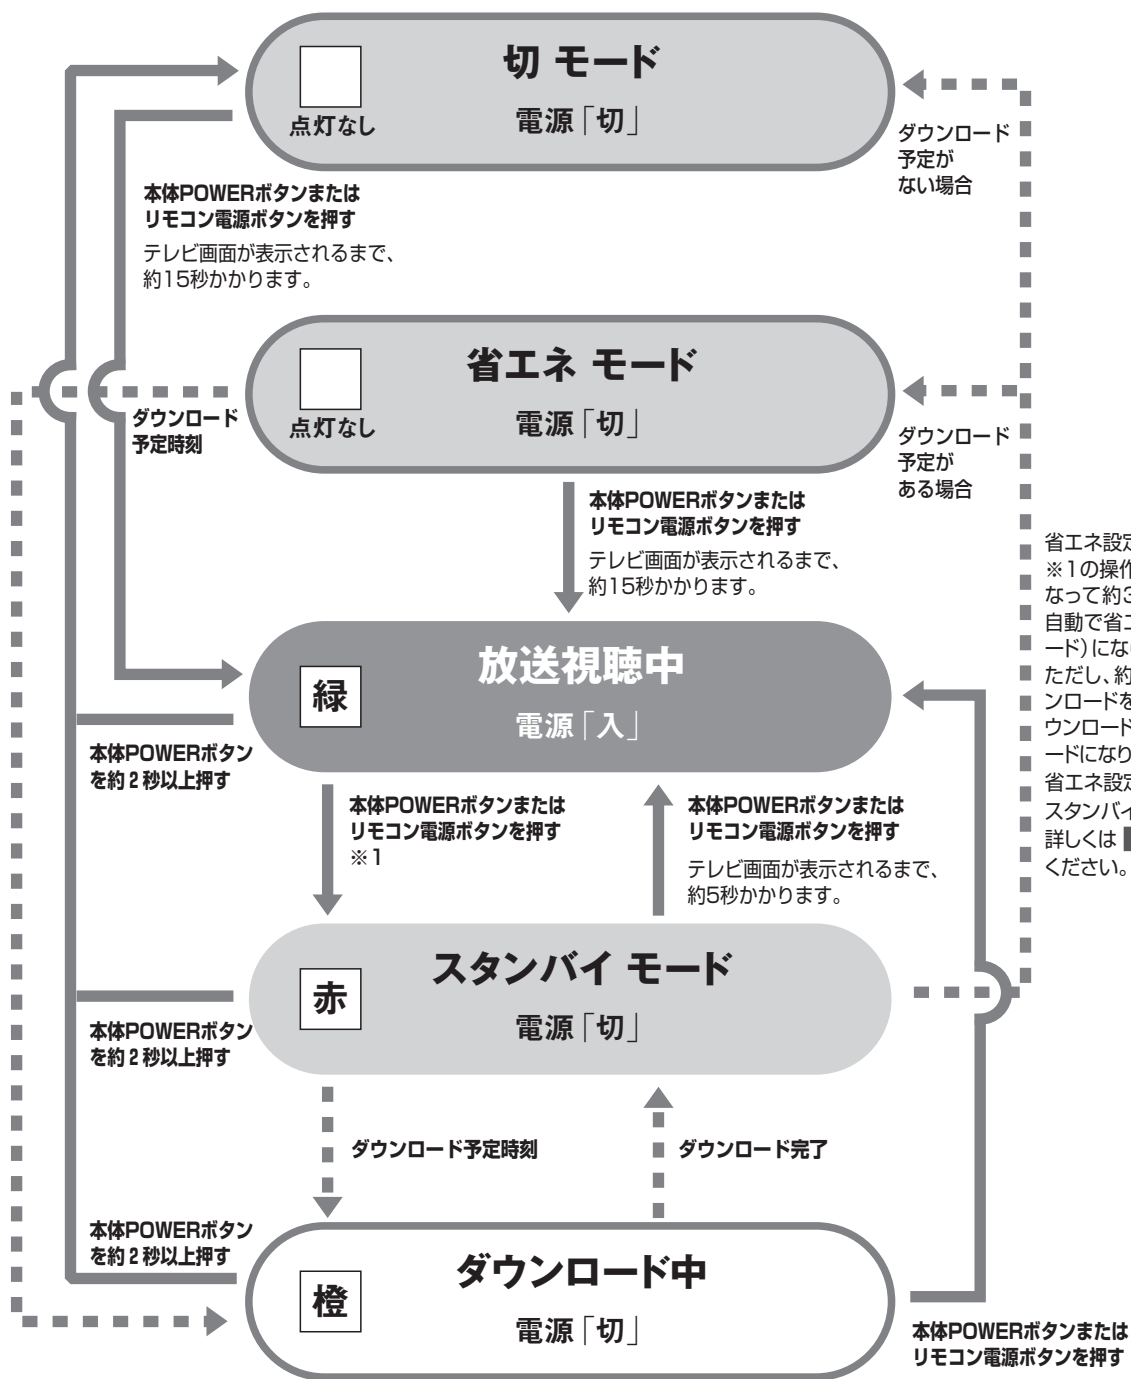 切 モード
電源「切」
点灯なし
ダウンロード
予定が
ない場合
本体POWERボタンまたは
リモコン電源ボタンを押す
テレビ画面が表示されるまで、
約15秒かかります。
省エネ モード
電源「切」
点灯なし
ダウンロード
予定時刻
ダウンロード
予定が
ある場合
本体POWERボタンまたは
リモコン電源ボタンを押す
テレビ画面が表示されるまで、
約15秒かかります。
省エネ設定
※1の操作
なって約3
自動で省エ
ード)にな
ただし、約
ンロードを
ウンロード
ードになり
省エネ設定
スタンバイ
詳しくは
ください。
放送視聴中
緑
電源「入」
本体POWERボタン
を約2秒以上押す
本体POWERボタンまたは
リモコン電源ボタンを押す
※1
本体POWERボタンまたは
リモコン電源ボタンを押す
テレビ画面が表示されるまで、
約5秒かかります。
スタンバイ モード
赤
電源「切」
本体POWERボタン
を約2秒以上押す
ダウンロード予定時刻
ダウンロード完了
本体POWERボタン
を約2秒以上押す
ダウンロード中
橙
電源「切」
本体POWERボタンまたは
リモコン電源ボタンを押す